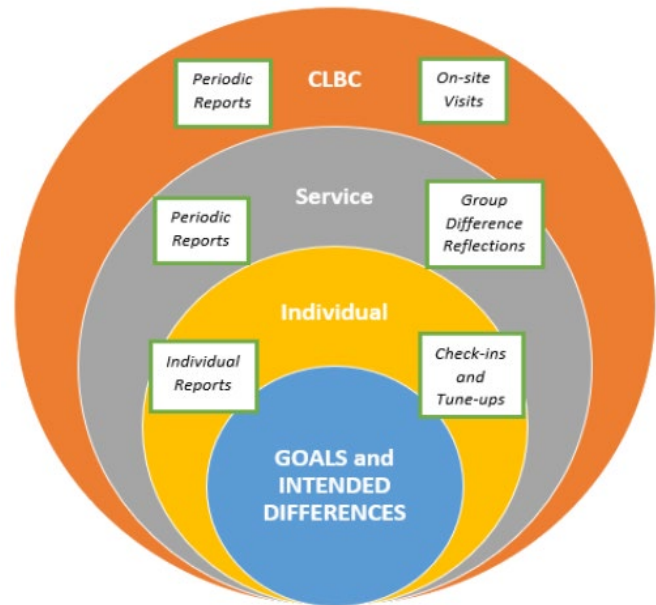 Periodic
Reports
CLBC
On-site
Visits
Service
Periodic
Reports
Group
Difference
Reflections
Individual
Individual
Reports
Check-ins
and
Tune-ups
GOALS and
INTENDED
DIFFERENCES